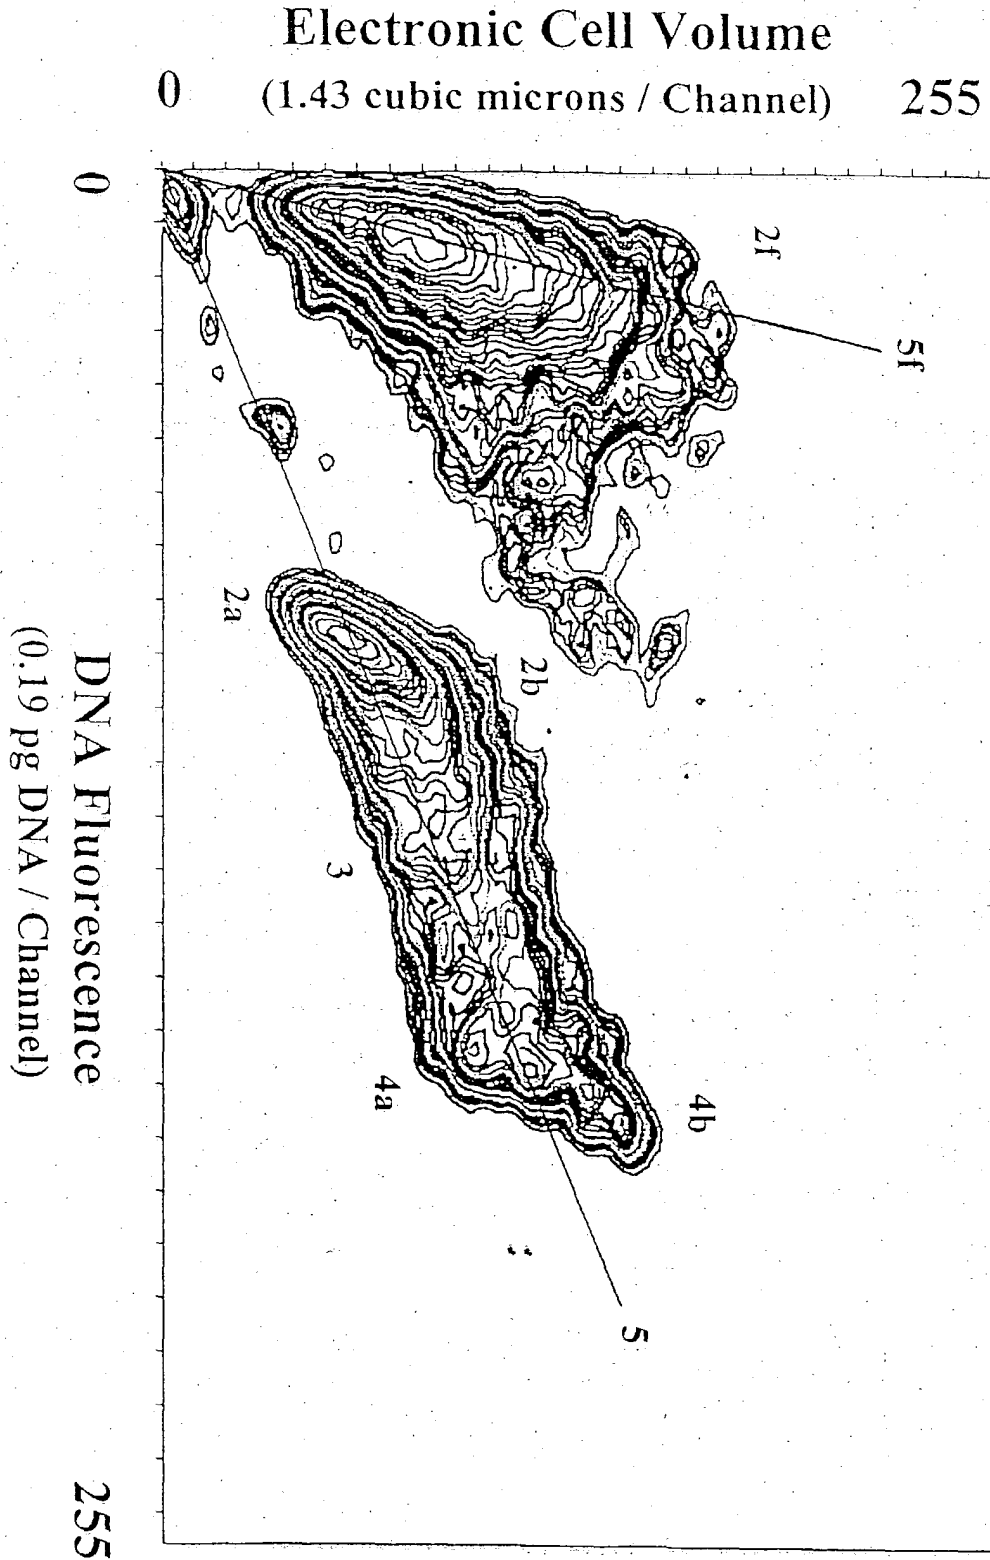 Electronic Cell Volume
(1.43 cubic microns / Channel)
0
255
0
2f
5f
2a
2b
3
4a
4b
5
DNA Fluorescence
(0.19 pg DNA / Channel)
255